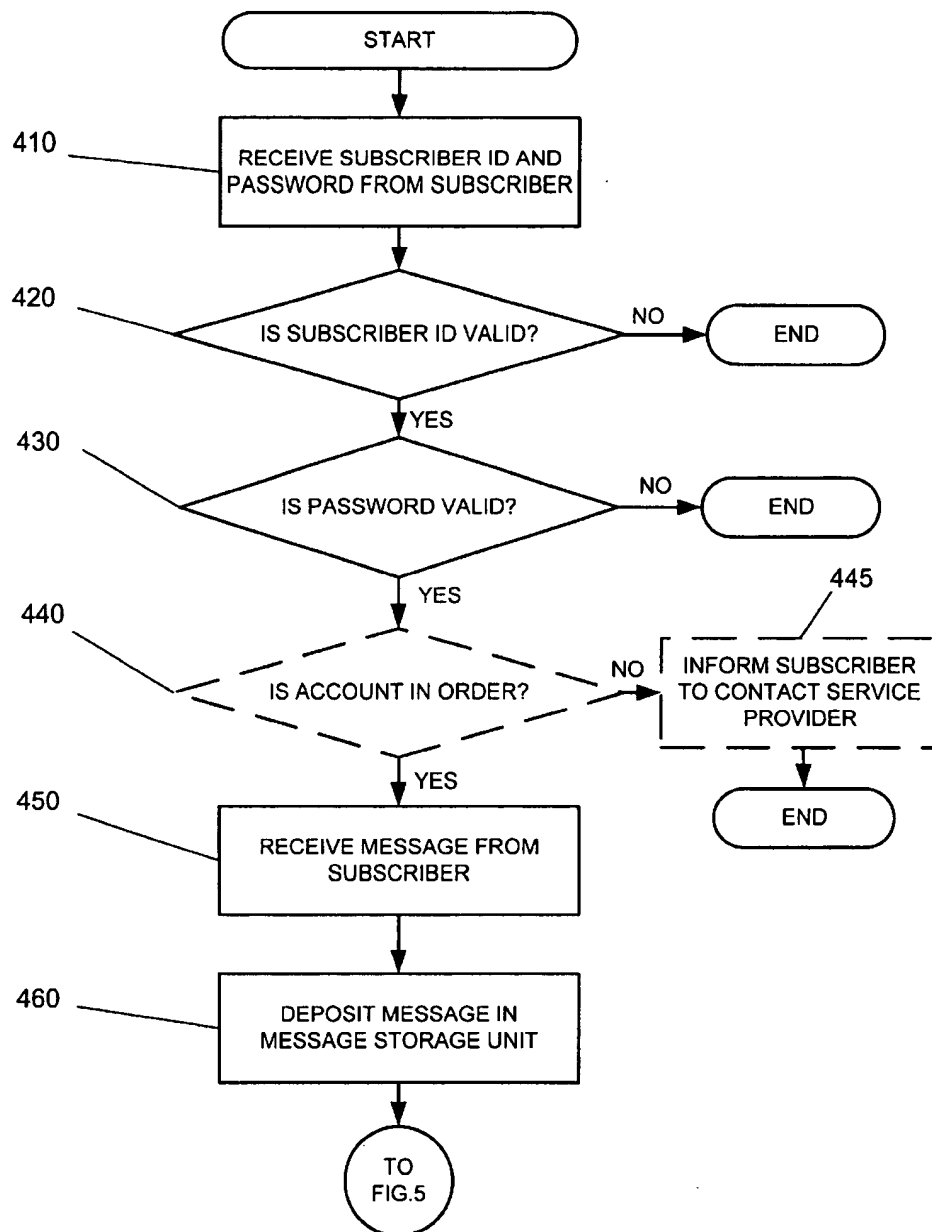 START
410
RECEIVE SUBSCRIBER ID AND
PASSWORD FROM SUBSCRIBER
420
IS SUBSCRIBER ID VALID?
NO
END
YES
430
IS PASSWORD VALID?
NO
END
YES
440
IS ACCOUNT IN ORDER?
NO
445
INFORM SUBSCRIBER
TO CONTACT SERVICE
PROVIDER
END
YES
450
RECEIVE MESSAGE FROM
SUBSCRIBER
460
DEPOSIT MESSAGE IN
MESSAGE STORAGE UNIT
TO
FIG.5